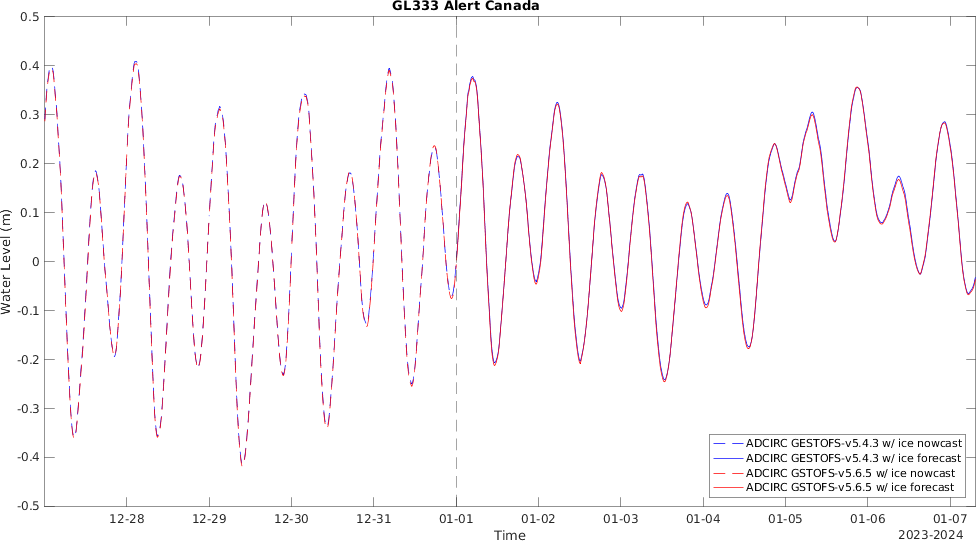 GL333 Alert Canada
0.5
0.4
0.3
0.2
0.1
0
-0.1
-0.2
-0.3
-0.4
-0.5
Water Level (m)
ADCIRC GESTOFS-v5.4.3 w/ ice nowcast
ADCIRC GESTOFS-v5.4.3 w/ ice forecast
ADCIRC GSTOFS-v5.6.5 w/ ice nowcast
ADCIRC GSTOFS-v5.6.5 w/ ice forecast
12-28 12-29 12-30 12-31 01-01 01-02 01-03 01-04 01-05 01-06 01-07
Time
2023-2024